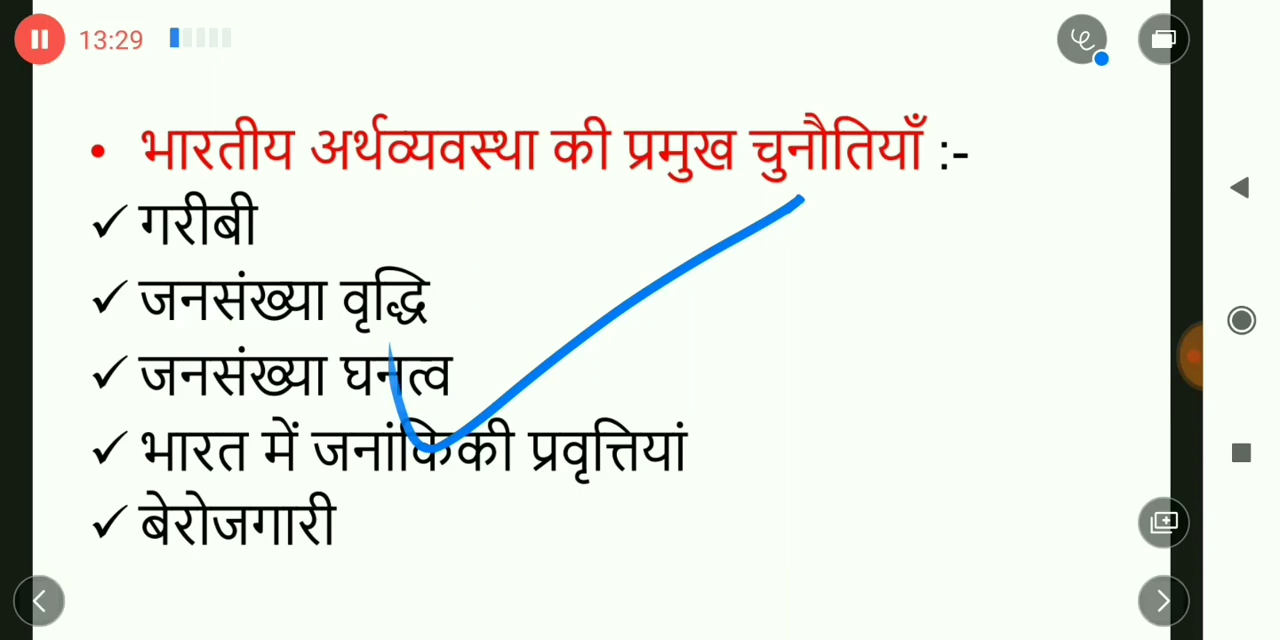 13:29
• भारतीय अर्थव्यवस्था की प्रमुख चुनौतियाँ :-
✓ गरीबी
✓ जनसंख्या वृद्धि
✓ जनसंख्या घनत्व
✓ भारत में जनांकिकी प्रवृत्तियां
✓ बेरोजगारी